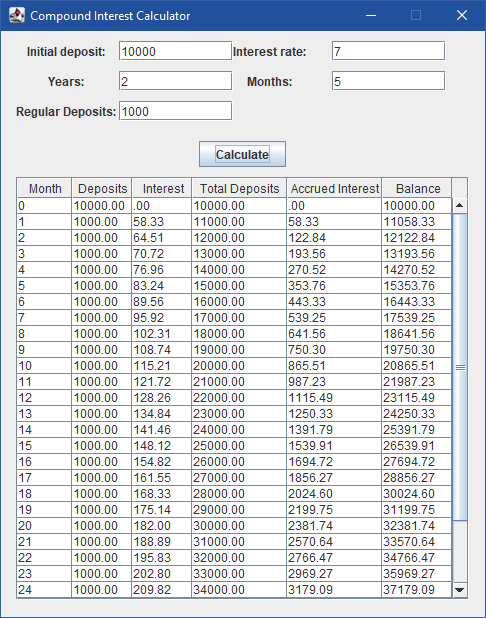 Compound Interest Calculator
Initial deposit: 10000 Interest rate: 7
Years: 2 Months: 5
Regular Deposits: 1000
Calculate
Month Deposits Interest Total Deposits Accrued Interest Balance
0 10000.00 .00 10000.00 .00 10000.00
1 1000.00 58.33 11000.00 58.33 11058.33
2 1000.00 64.51 12000.00 122.84 12122.84
3 1000.00 70.72 13000.00 193.56 13193.56
4 1000.00 76.96 14000.00 270.52 14270.52
5 1000.00 83.24 15000.00 353.76 15353.76
6 1000.00 89.56 16000.00 443.33 16443.33
7 1000.00 95.92 17000.00 539.25 17539.25
8 1000.00 102.31 18000.00 641.56 18641.56
9 1000.00 108.74 19000.00 750.30 19750.30
10 1000.00 115.21 20000.00 865.51 20865.51
11 1000.00 121.72 21000.00 987.23 21987.23
12 1000.00 128.26 22000.00 1115.49 23115.49
13 1000.00 134.84 23000.00 1250.33 24250.33
14 1000.00 141.46 24000.00 1391.79 25391.79
15 1000.00 148.12 25000.00 1539.91 26539.91
16 1000.00 154.82 26000.00 1694.72 27694.72
17 1000.00 161.55 27000.00 1856.27 28856.27
18 1000.00 168.33 28000.00 2024.60 30024.60
19 1000.00 175.14 29000.00 2199.75 31199.75
20 1000.00 182.00 30000.00 2381.74 32381.74
21 1000.00 188.89 31000.00 2570.64 33570.64
22 1000.00 195.83 32000.00 2766.47 34766.47
23 1000.00 202.80 33000.00 2969.27 35969.27
24 1000.00 209.82 34000.00 3179.09 37179.09